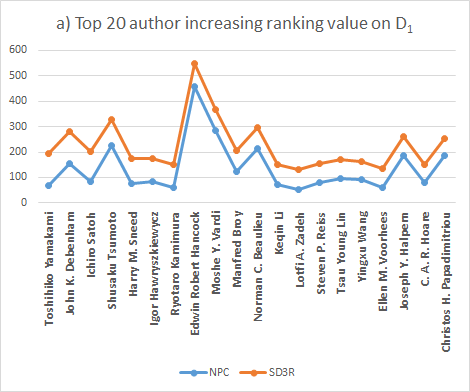 a) Top 20 author increasing ranking value on D1
600
500
400
300
200
100
0
Toshihiko Yamakami
John K. Debenham
Ichiro Satoh
Shusaku Tsumoto
Harry M. Sneed
Igor Hawryszkiewycz
Ryotaro Kamimura
Edwin Robert Hancock
Moshe Y. Vardi
Manfred Broy
Norman C. Beaulieu
Keqin Li
Lotfi A. Zadeh
Steven P. Reiss
Tsau Young Lin
Yingxu Wang
Ellen M. Voorhees
Joseph Y. Halpern
C. A. R. Hoare
Christos H. Papadimitriou
NPC
SD3R